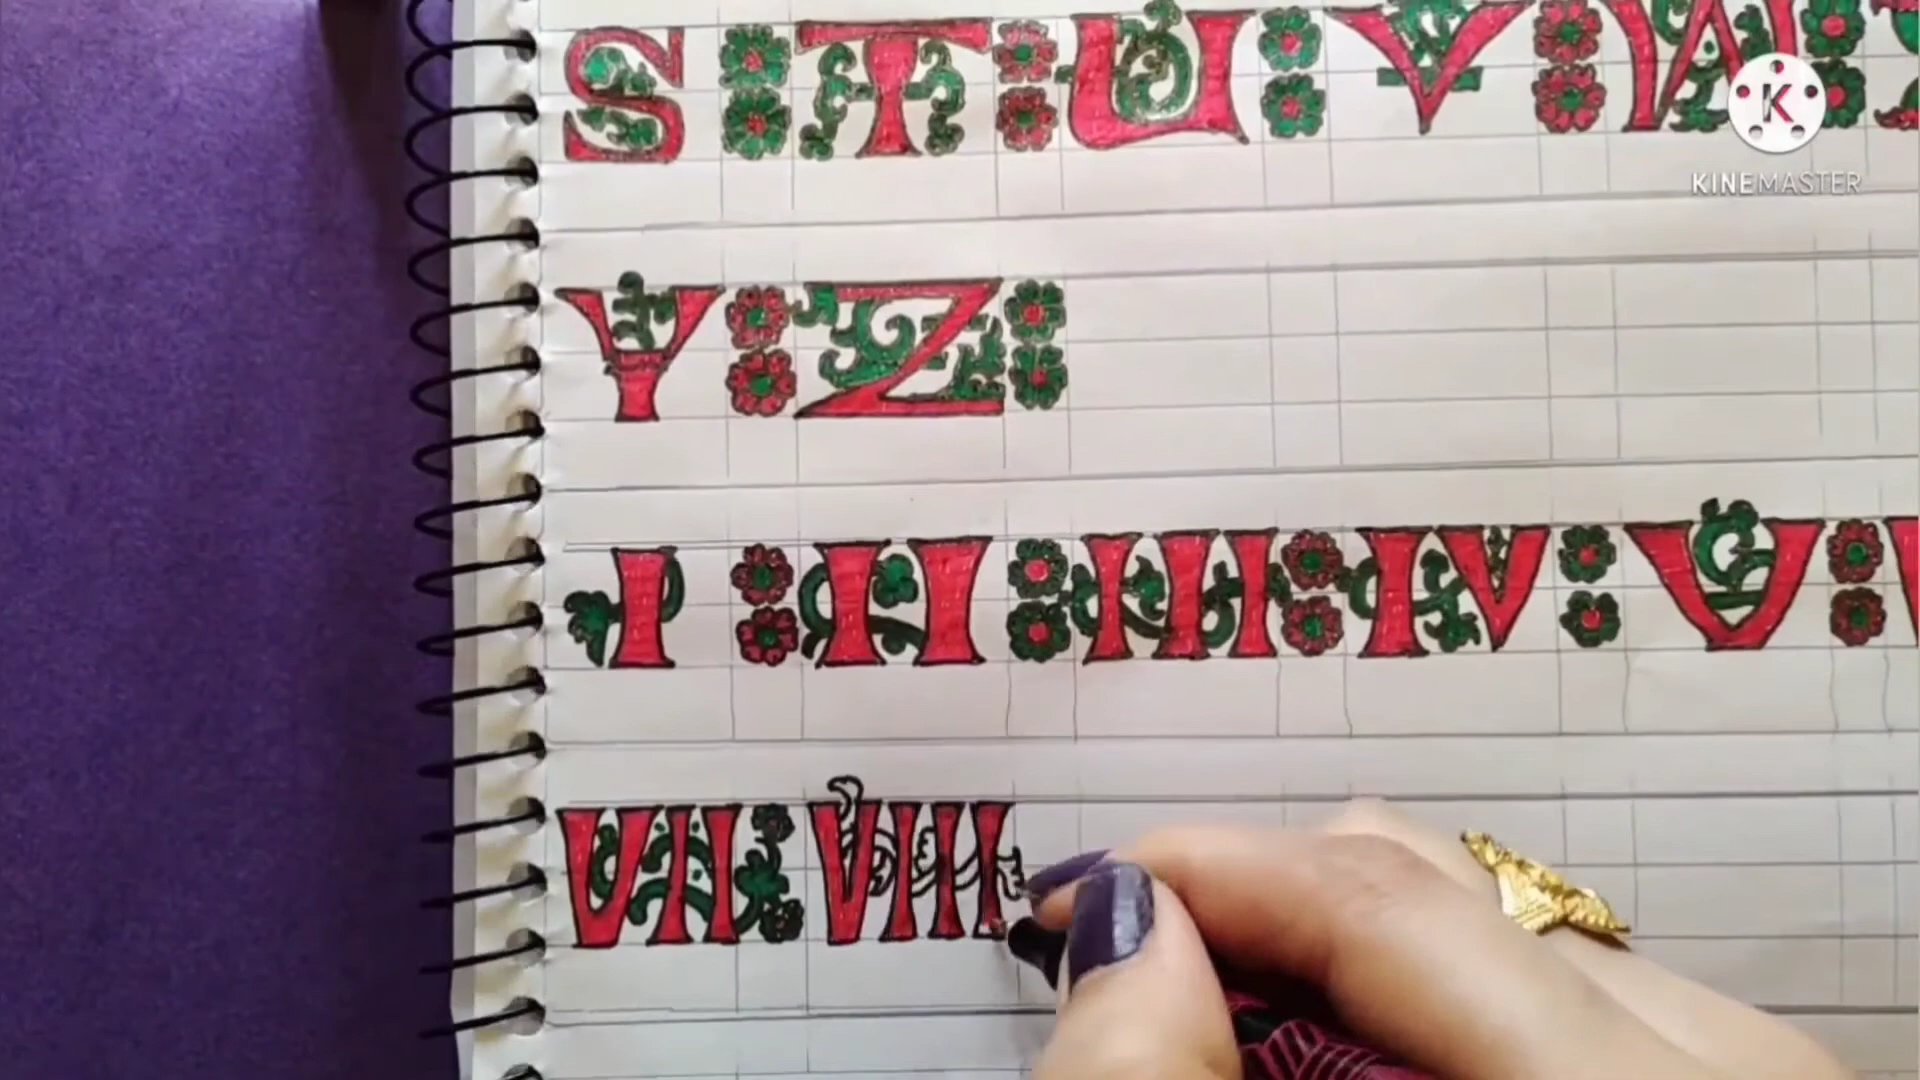 S T U V W
K
KINEMASTER
Y Z
I II III IV V
VII VIII